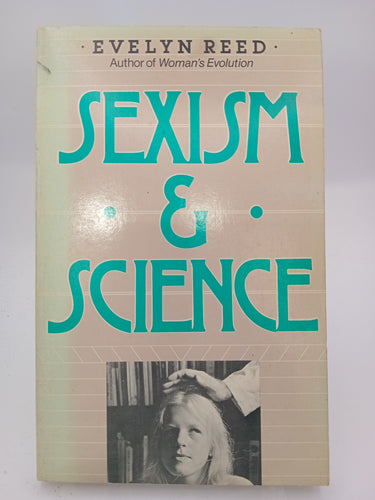 • EVELYN REED •
Author of Woman's Evolution
SEXISM
• & •
SCIENCE